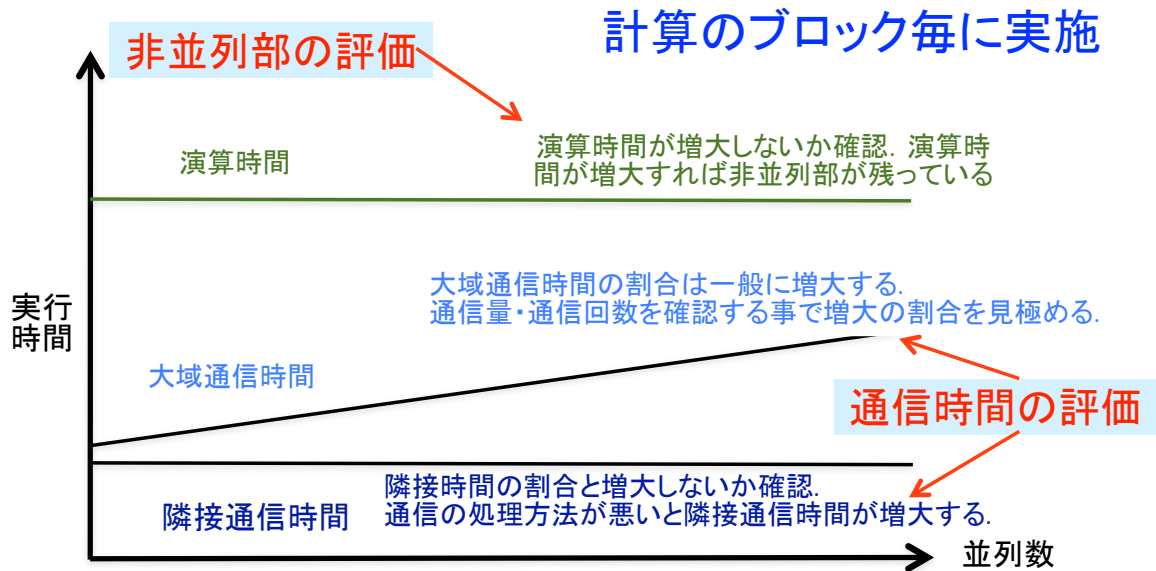 計算のブロック毎に実施
非並列部の評価
演算時間
演算時間が増大しないか確認. 演算時
間が増大すれば非並列部が残っている
大域通信時間の割合は一般に増大する.
通信量・通信回数を確認する事で増大の割合を見極める.
実行
時間
大域通信時間
通信時間の評価
隣接時間の割合と増大しないか確認.
通信の処理方法が悪いと隣接通信時間が増大する.
隣接通信時間
並列数